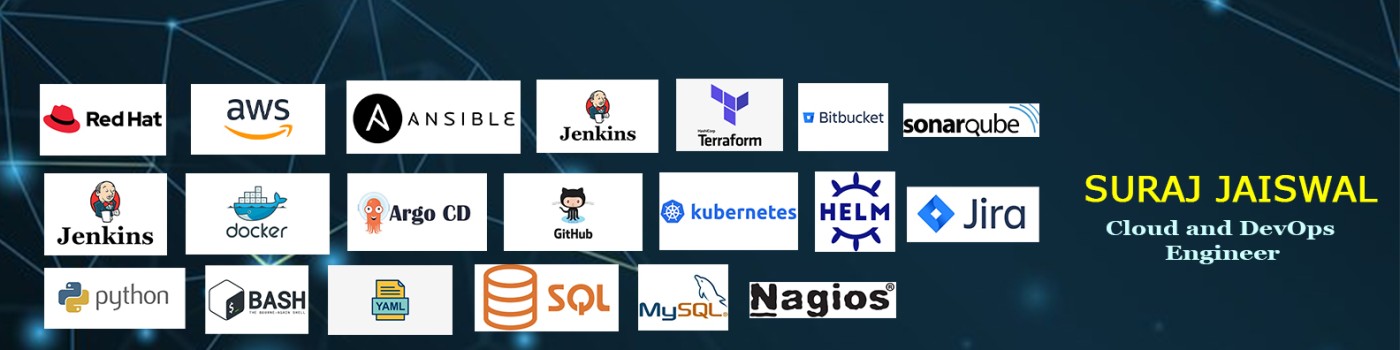 Red Hat
aws
A ANSIBLE
Jenkins
HashiCorp
Terraform
Bitbucket
sonarqube
Jenkins
docker
Argo CD
GitHub
kubernetes
HELM
Jira
SURAJ JAISWAL
Cloud and DevOps
Engineer
python
$_ BASH
THE BOURNE-AGAIN SHELL
YAML
SQL
MySQL®
Nagios®